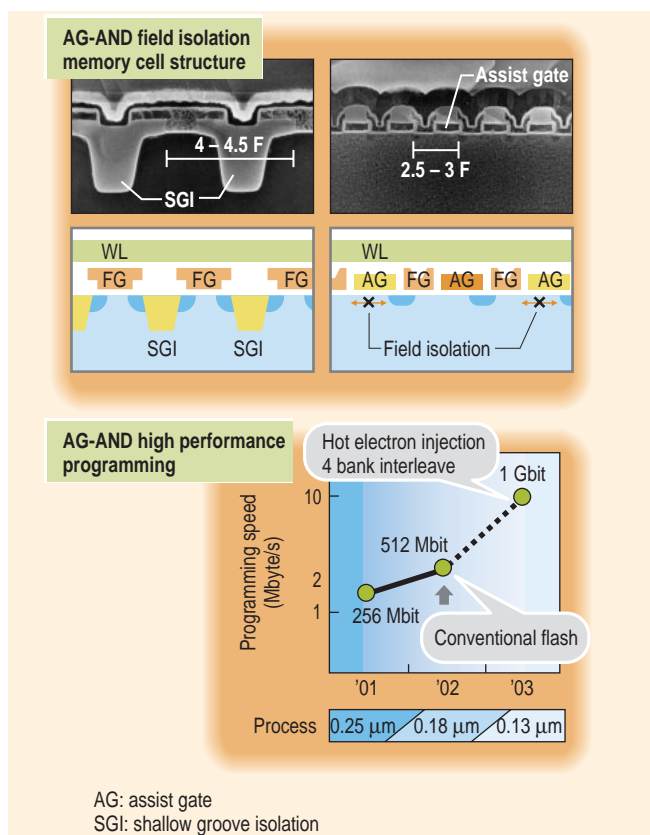 AG-AND field isolation
memory cell structure
Assist gate
4 – 4.5 F
2.5 – 3 F
SGI
WL
FG
FG
FG
SGI
SGI
WL
AG
FG
AG
FG
AG
Field isolation
AG-AND high performance
programming
Hot electron injection
4 bank interleave
1 Gbit
10
512 Mbit
2
1
256 Mbit
Conventional flash
Programming speed
(Mbyte/s)
’01
’02
’03
Process
0.25 μm
0.18 μm
0.13 μm
AG: assist gate
SGI: shallow groove isolation